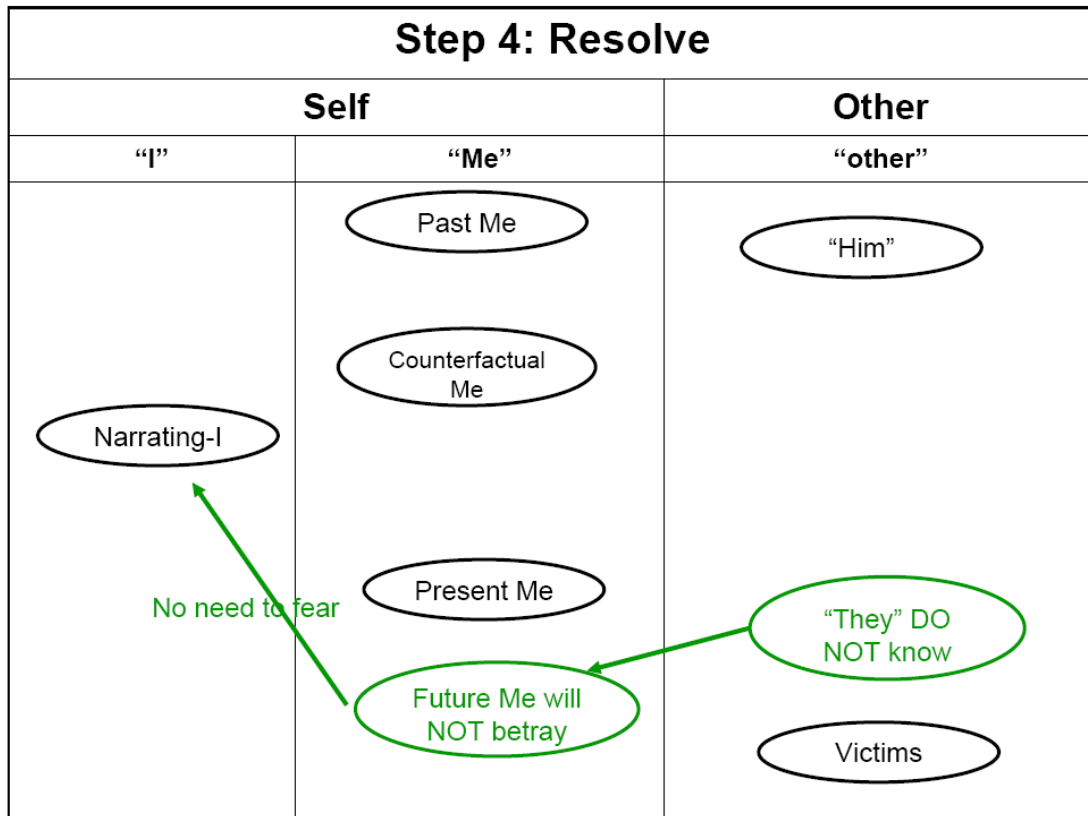 Step 4: Resolve
Self
Other
“I”
“Me”
“other”
Past Me
“Him”
Counterfactual
Me
Narrating-I
Present Me
No need to fear
“They” DO
NOT know
Future Me will
NOT betray
Victims